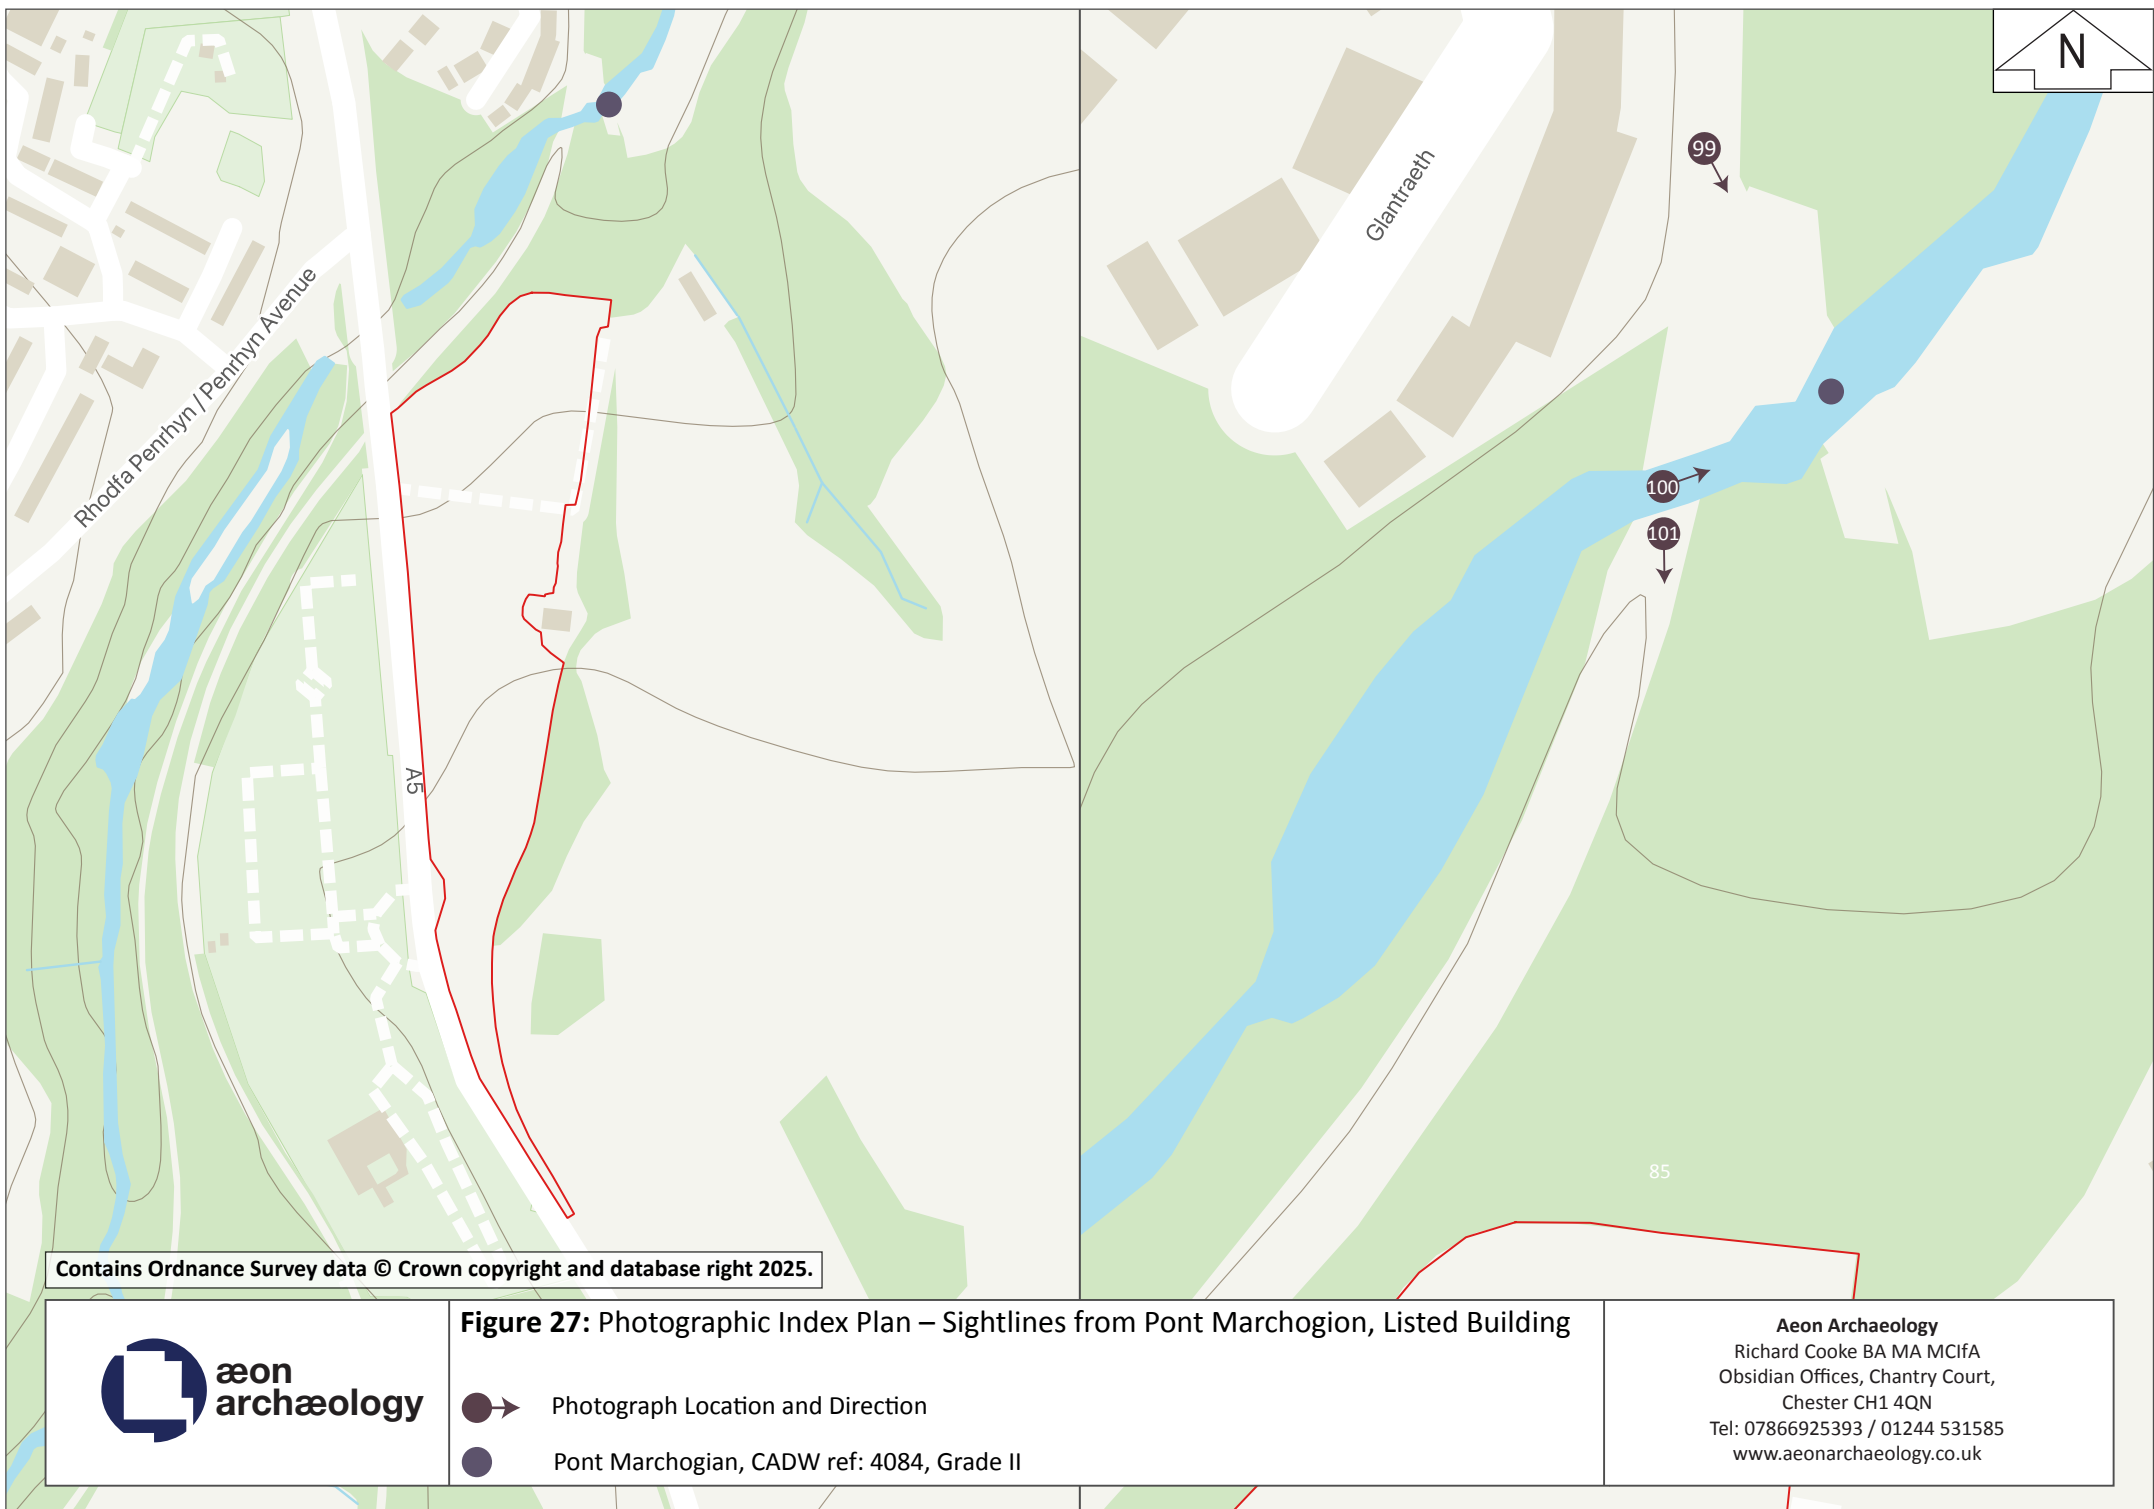 N
Rhodfa Penrhyn / Penrhyn Avenue
A5
Glantraeth
99
100
101
85
Contains Ordnance Survey data © Crown copyright and database right 2025.
æon
archæology
Figure 27: Photographic Index Plan – Sightlines from Pont Marchogion, Listed Building
Photograph Location and Direction
Pont Marchogian, CADW ref: 4084, Grade II
Aeon Archaeology
Richard Cooke BA MA MCIfA
Obsidian Offices, Chantry Court,
Chester CH1 4QN
Tel: 07866925393 / 01244 531585
www.aeonarchaeology.co.uk